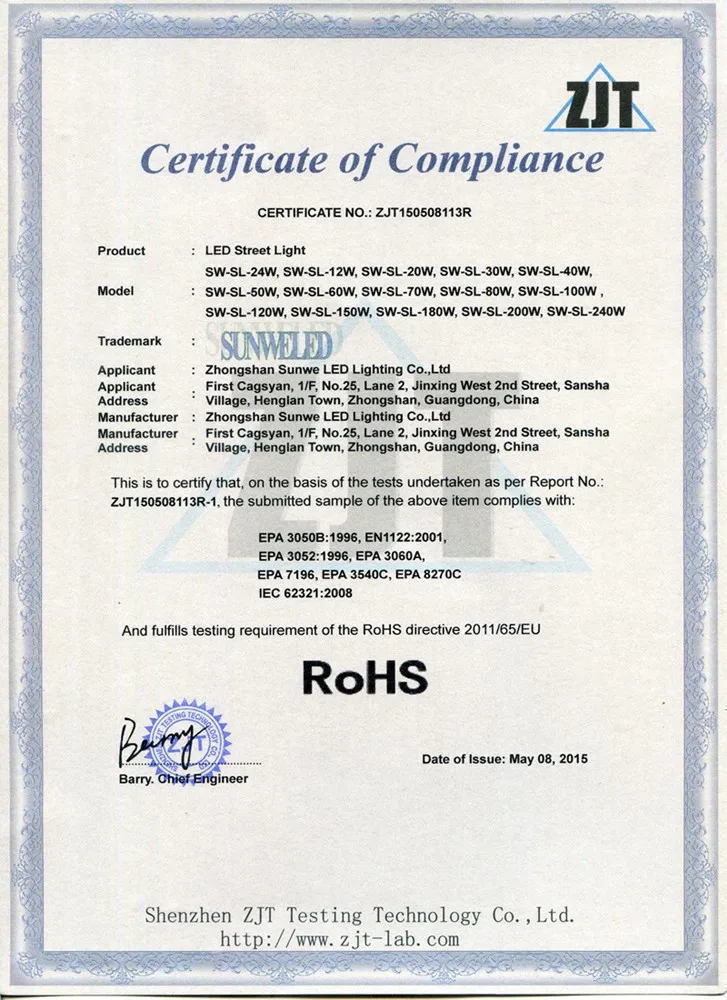 ZJT
Certificate of Compliance
CERTIFICATE NO.: ZJT150508113R
Product : LED Street Light
SW-SL-24W, SW-SL-12W, SW-SL-20W, SW-SL-30W, SW-SL-40W,
Model : SW-SL-50W, SW-SL-60W, SW-SL-70W, SW-SL-80W, SW-SL-100W ,
SW-SL-120W, SW-SL-150W, SW-SL-180W, SW-SL-200W, SW-SL-240W
Trademark : SUNWELED
Applicant : Zhongshan Sunwe LED Lighting Co.,Ltd
Applicant Address : First Cagsyan, 1/F, No.25, Lane 2, Jinxing West 2nd Street, Sansha
Village, Henglan Town, Zhongshan, Guangdong, China
Manufacturer : Zhongshan Sunwe LED Lighting Co.,Ltd
Manufacturer Address : First Cagsyan, 1/F, No.25, Lane 2, Jinxing West 2nd Street, Sansha
Village, Henglan Town, Zhongshan, Guangdong, China
This is to certify that, on the basis of the tests undertaken as per Report No.:
ZJT150508113R-1, the submitted sample of the above item complies with:
EPA 3050B:1996, EN1122:2001,
EPA 3052:1996, EPA 3060A,
EPA 7196, EPA 3540C, EPA 8270C
IEC 62321:2008
And fulfills testing requirement of the RoHS directive 2011/65/EU
RoHS
ZJT
Barry. Chief Engineer
Date of Issue: May 08, 2015
Shenzhen ZJT Testing Technology Co.,Ltd.
http://www.zjt-lab.com